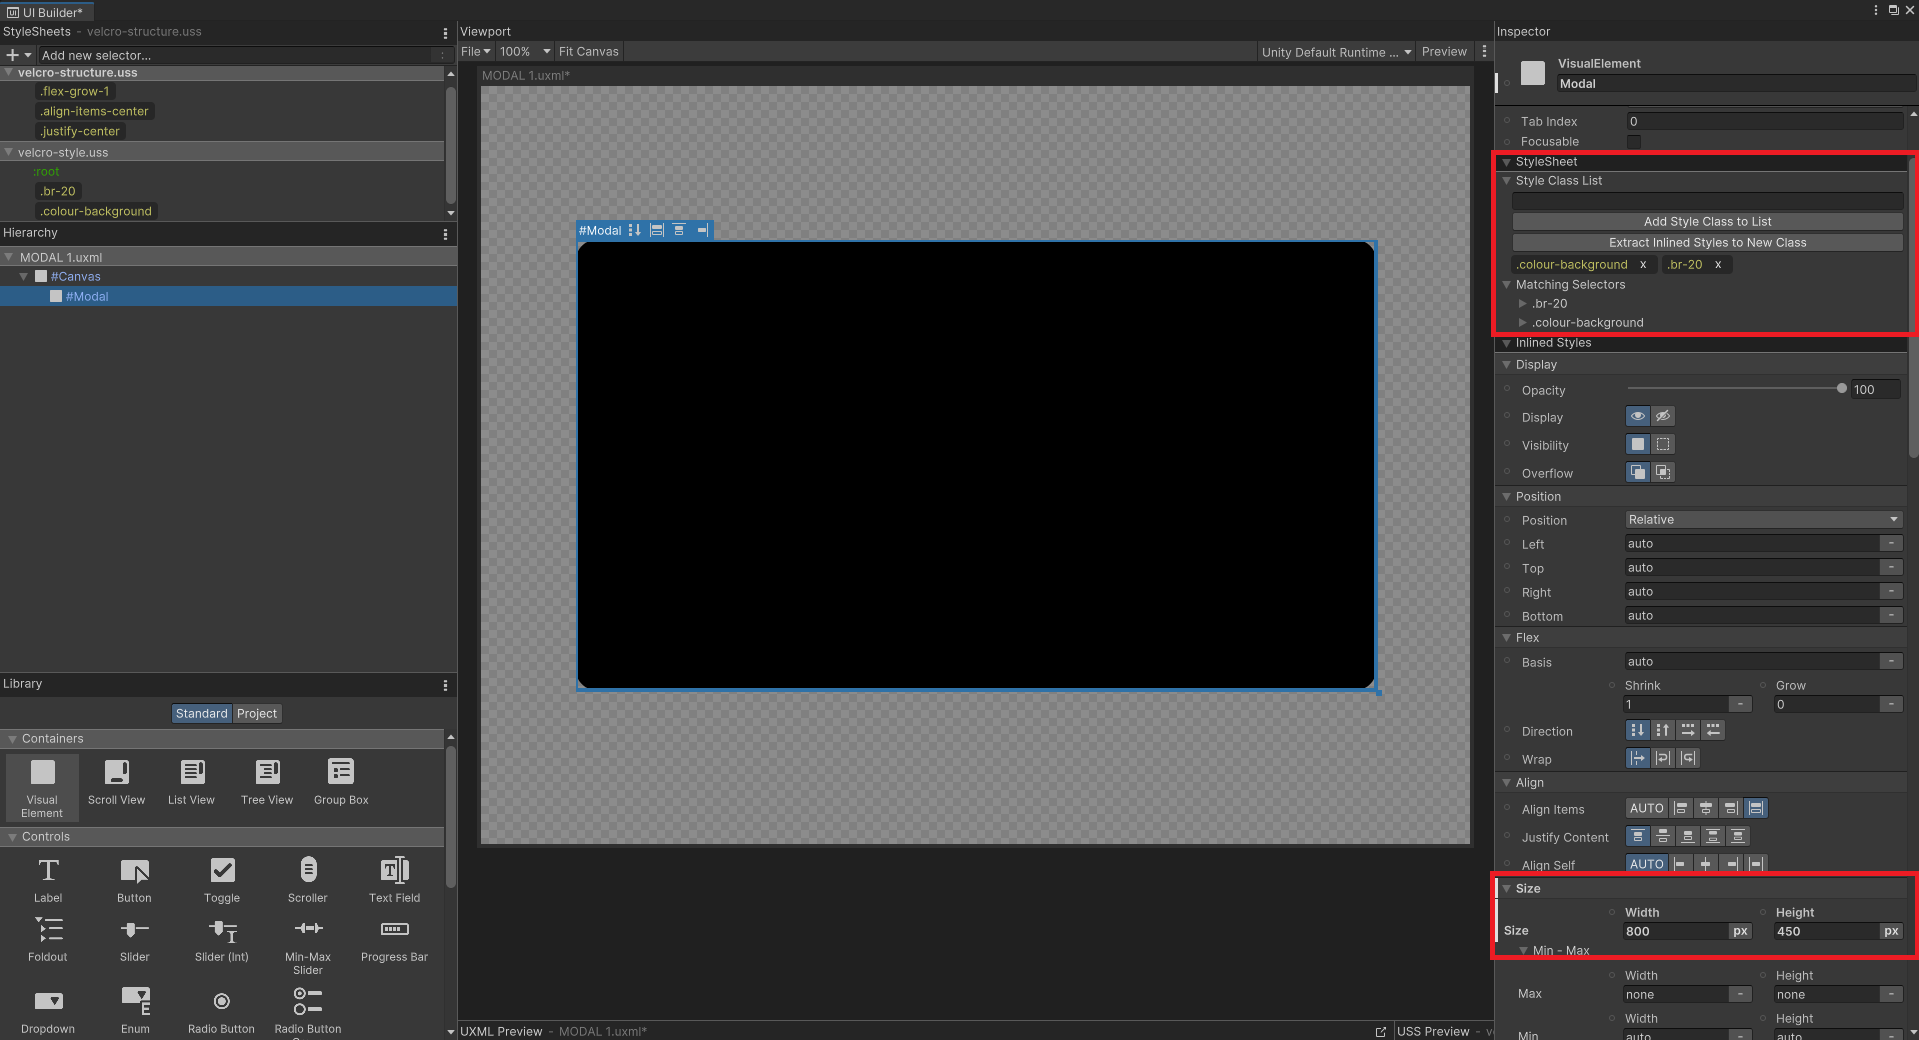 UI Builder*
StyleSheets - velcro-structure.uss
Add new selector...
velcro-structure.uss
.flex-grow-1
.align-items-center
.justify-center
velcro-style.uss
:root
.br-20
.colour-background
Hierarchy
MODAL 1.uxml
#Canvas
#Modal
Library
Standard Project
Containers
Visual Element
Scroll View
List View
Tree View
Group Box
Controls
Label
Button
Toggle
Scroller
Text Field
Foldout
Slider
Slider (Int)
Min-Max Slider
Progress Bar
Dropdown
Enum
Radio Button
Radio Button
Viewport
File 100% Fit Canvas
Unity Default Runtime ... Preview
MODAL 1.uxml*
#Modal
UXML Preview - MODAL 1.uxml*
USS Preview -
Inspector
VisualElement
Modal
Tab Index 0
Focusable
StyleSheet
Style Class List
Add Style Class to List
Extract Inlined Styles to New Class
.colour-background x .br-20 x
Matching Selectors
.br-20
.colour-background
Inlined Styles
Display
Opacity 100
Display
Visibility
Overflow
Position
Position Relative
Left auto
Top auto
Right auto
Bottom auto
Flex
Basis auto
Shrink Grow
1 0
Direction
Wrap
Align
Align Items AUTO
Justify Content
Align Self AUTO
Size
Width Height
Size 800 px 450 px
Min - Max
Width Height
Max none none
Width Height
Min auto auto